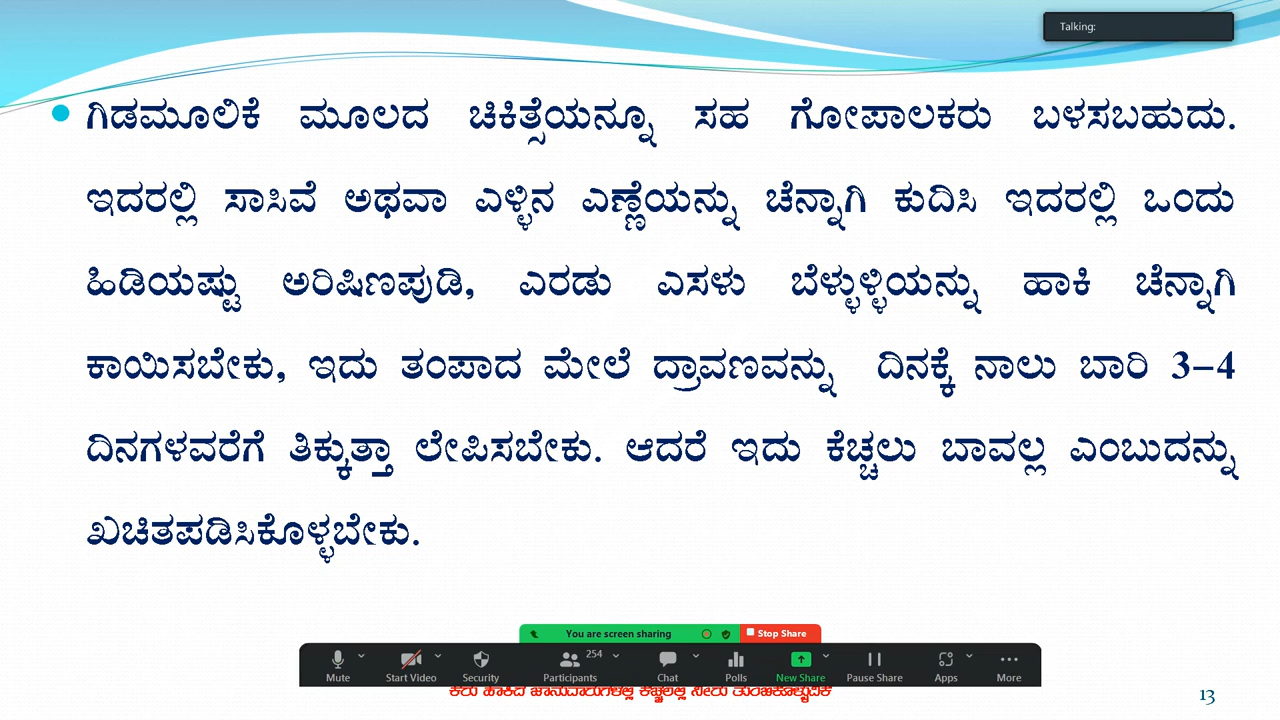 Talking:
ಗಿಡಮೂಲಿಕೆ ಮೂಲದ ಚಿಕಿತ್ಸೆಯನ್ನೂ ಸಹ ಗೋಪಾಲಕರು ಬಳಸಬಹುದು.
ಇದರಲ್ಲಿ ಸಾಸಿವೆ ಅಥವಾ ಎಳ್ಳಿನ ಎಣ್ಣೆಯನ್ನು ಚೆನ್ನಾಗಿ ಕುದಿಸಿ ಇದರಲ್ಲಿ ಒಂದು
ಹಿಡಿಯಷ್ಟು ಅರಿಷಿಣಪುಡಿ, ಎರಡು ಎಸಳು ಬೆಳ್ಳುಳ್ಳಿಯನ್ನು ಹಾಕಿ ಚೆನ್ನಾಗಿ
ಕಾಯಿಸಬೇಕು, ಇದು ತಂಪಾದ ಮೇಲೆ ದ್ರಾವಣವನ್ನು ದಿನಕ್ಕೆ ನಾಲು ಬಾರಿ 3-4
ದಿನಗಳವರೆಗೆ ತಿಕ್ಕುತ್ತಾ ಲೇಪಿಸಬೇಕು. ಆದರೆ ಇದು ಕೆಚ್ಚಲು ಬಾವಲ್ಲ ಎಂಬುದನ್ನು
ಖಚಿತಪಡಿಸಿಕೊಳ್ಳಬೇಕು.
You are screen sharing Stop Share
254
Mute Start Video Security Participants Chat Polls New Share Pause Share Apps More
13